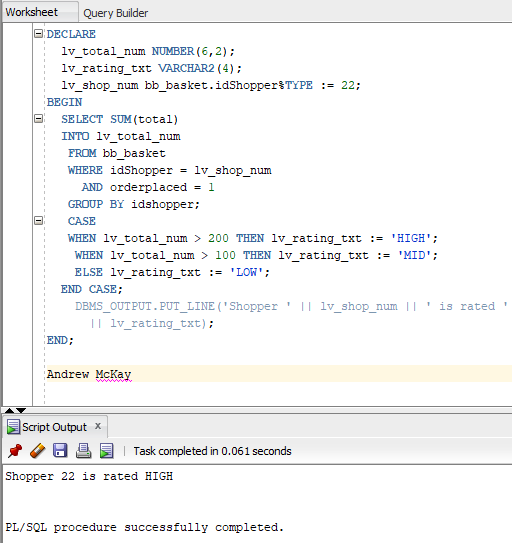 Worksheet Query Builder
DECLARE
lv_total_num NUMBER(6,2);
lv_rating_txt VARCHAR2(4);
lv_shop_num bb_basket.idShopper%TYPE := 22;
BEGIN
SELECT SUM(total)
INTO lv_total_num
FROM bb_basket
WHERE idShopper = lv_shop_num
AND orderplaced = 1
GROUP BY idshopper;
CASE
WHEN lv_total_num > 200 THEN lv_rating_txt := 'HIGH';
WHEN lv_total_num > 100 THEN lv_rating_txt := 'MID';
ELSE lv_rating_txt := 'LOW';
END CASE;
DBMS_OUTPUT.PUT_LINE('Shopper ' || lv_shop_num || ' is rated '
|| lv_rating_txt);
END;
Andrew McKay
Script Output x
Task completed in 0.061 seconds
Shopper 22 is rated HIGH
PL/SQL procedure successfully completed.